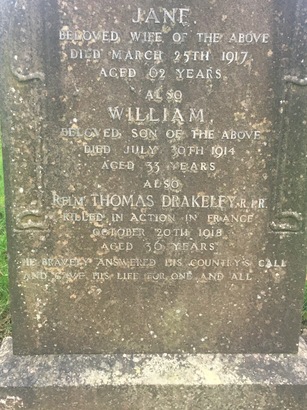 JANE
BELOVED WIFE OF THE ABOVE
DIED MARCH 25TH 1917
AGED 62 YEARS
ALSO
WILLIAM
BELOVED SON OF THE ABOVE
DIED JULY 30TH 1914
AGED 33 YEARS
ALSO
THOMAS DRAKELEY
KILLED IN ACTION IN FRANCE
OCTOBER 20TH 1918
AGED 36 YEARS
HE BRAVELY ANSWERED HIS COUNTRY'S CALL
AND GAVE HIS LIFE FOR ONE AND ALL